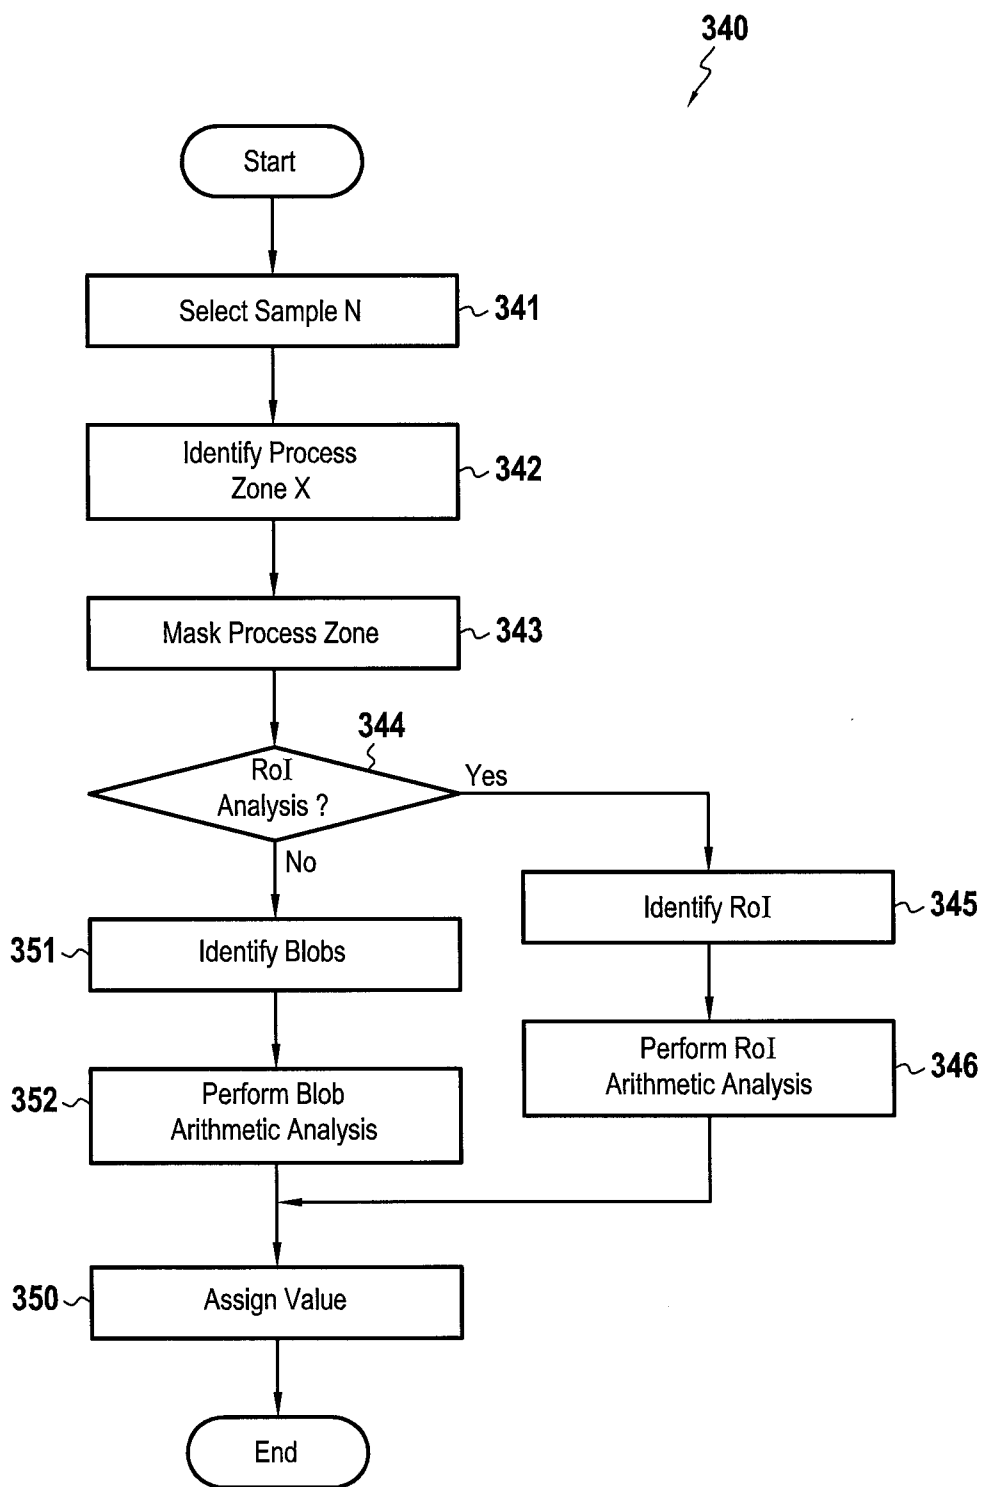 340
Start
Select Sample N
341
Identify Process
Zone X
342
Mask Process Zone
343
344
RoI
Analysis ?
Yes
No
Identify RoI
345
351
Identify Blobs
Perform RoI
Arithmetic Analysis
346
352
Perform Blob
Arithmetic Analysis
350
Assign Value
End